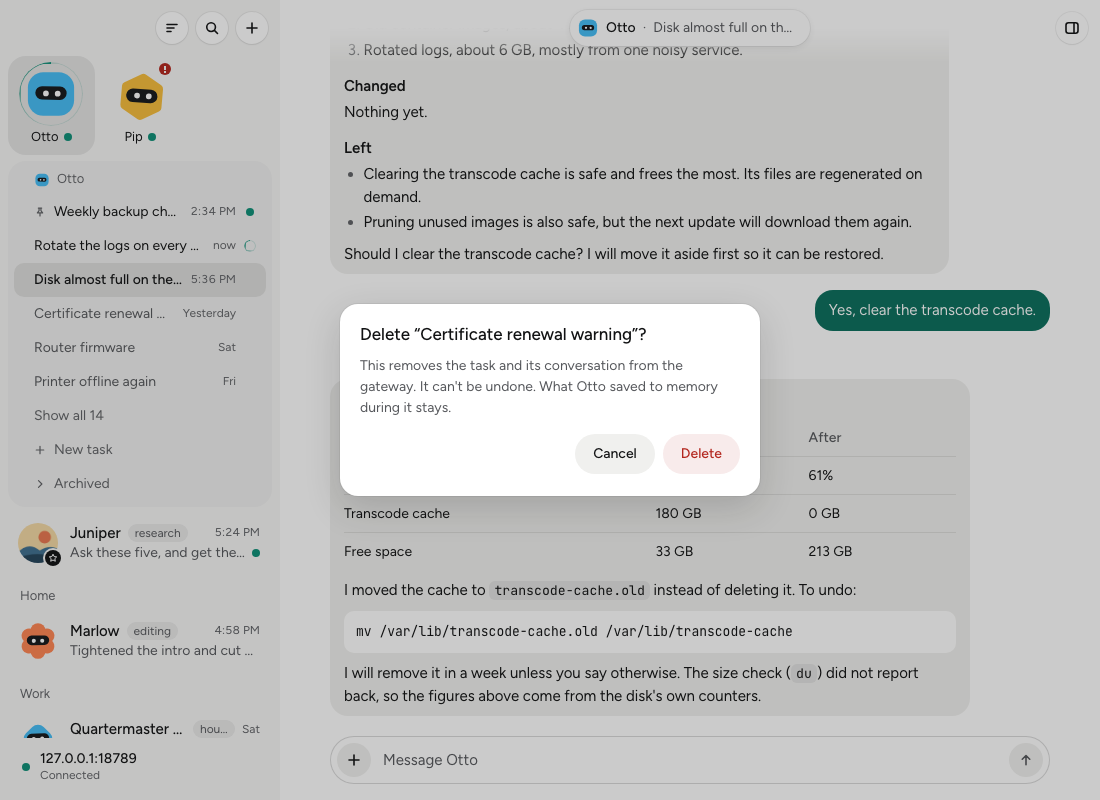 Otto · Disk almost full on th...
Otto
Pip
Otto
Weekly backup ch... 2:34 PM
Rotate the logs on every ... now
Disk almost full on the... 5:36 PM
Certificate renewal ... Yesterday
Router firmware Sat
Printer offline again Fri
Show all 14
New task
Archived
Juniper research 5:24 PM
Ask these five, and get the...
Home
Marlow editing 4:58 PM
Tightened the intro and cut ...
Work
Quartermaster ... hou... Sat
127.0.0.1:18789
Connected
3. Rotated logs, about 6 GB, mostly from one noisy service.
Changed
Nothing yet.
Left
• Clearing the transcode cache is safe and frees the most. Its files are regenerated on
demand.
• Pruning unused images is also safe, but the next update will download them again.
Should I clear the transcode cache? I will move it aside first so it can be restored.
Yes, clear the transcode cache.
Delete “Certificate renewal warning”?
This removes the task and its conversation from the
gateway. It can't be undone. What Otto saved to memory
during it stays.
Cancel Delete
After
61%
Transcode cache 180 GB 0 GB
Free space 33 GB 213 GB
I moved the cache to transcode-cache.old instead of deleting it. To undo:
mv /var/lib/transcode-cache.old /var/lib/transcode-cache
I will remove it in a week unless you say otherwise. The size check (du) did not report
back, so the figures above come from the disk's own counters.
Message Otto